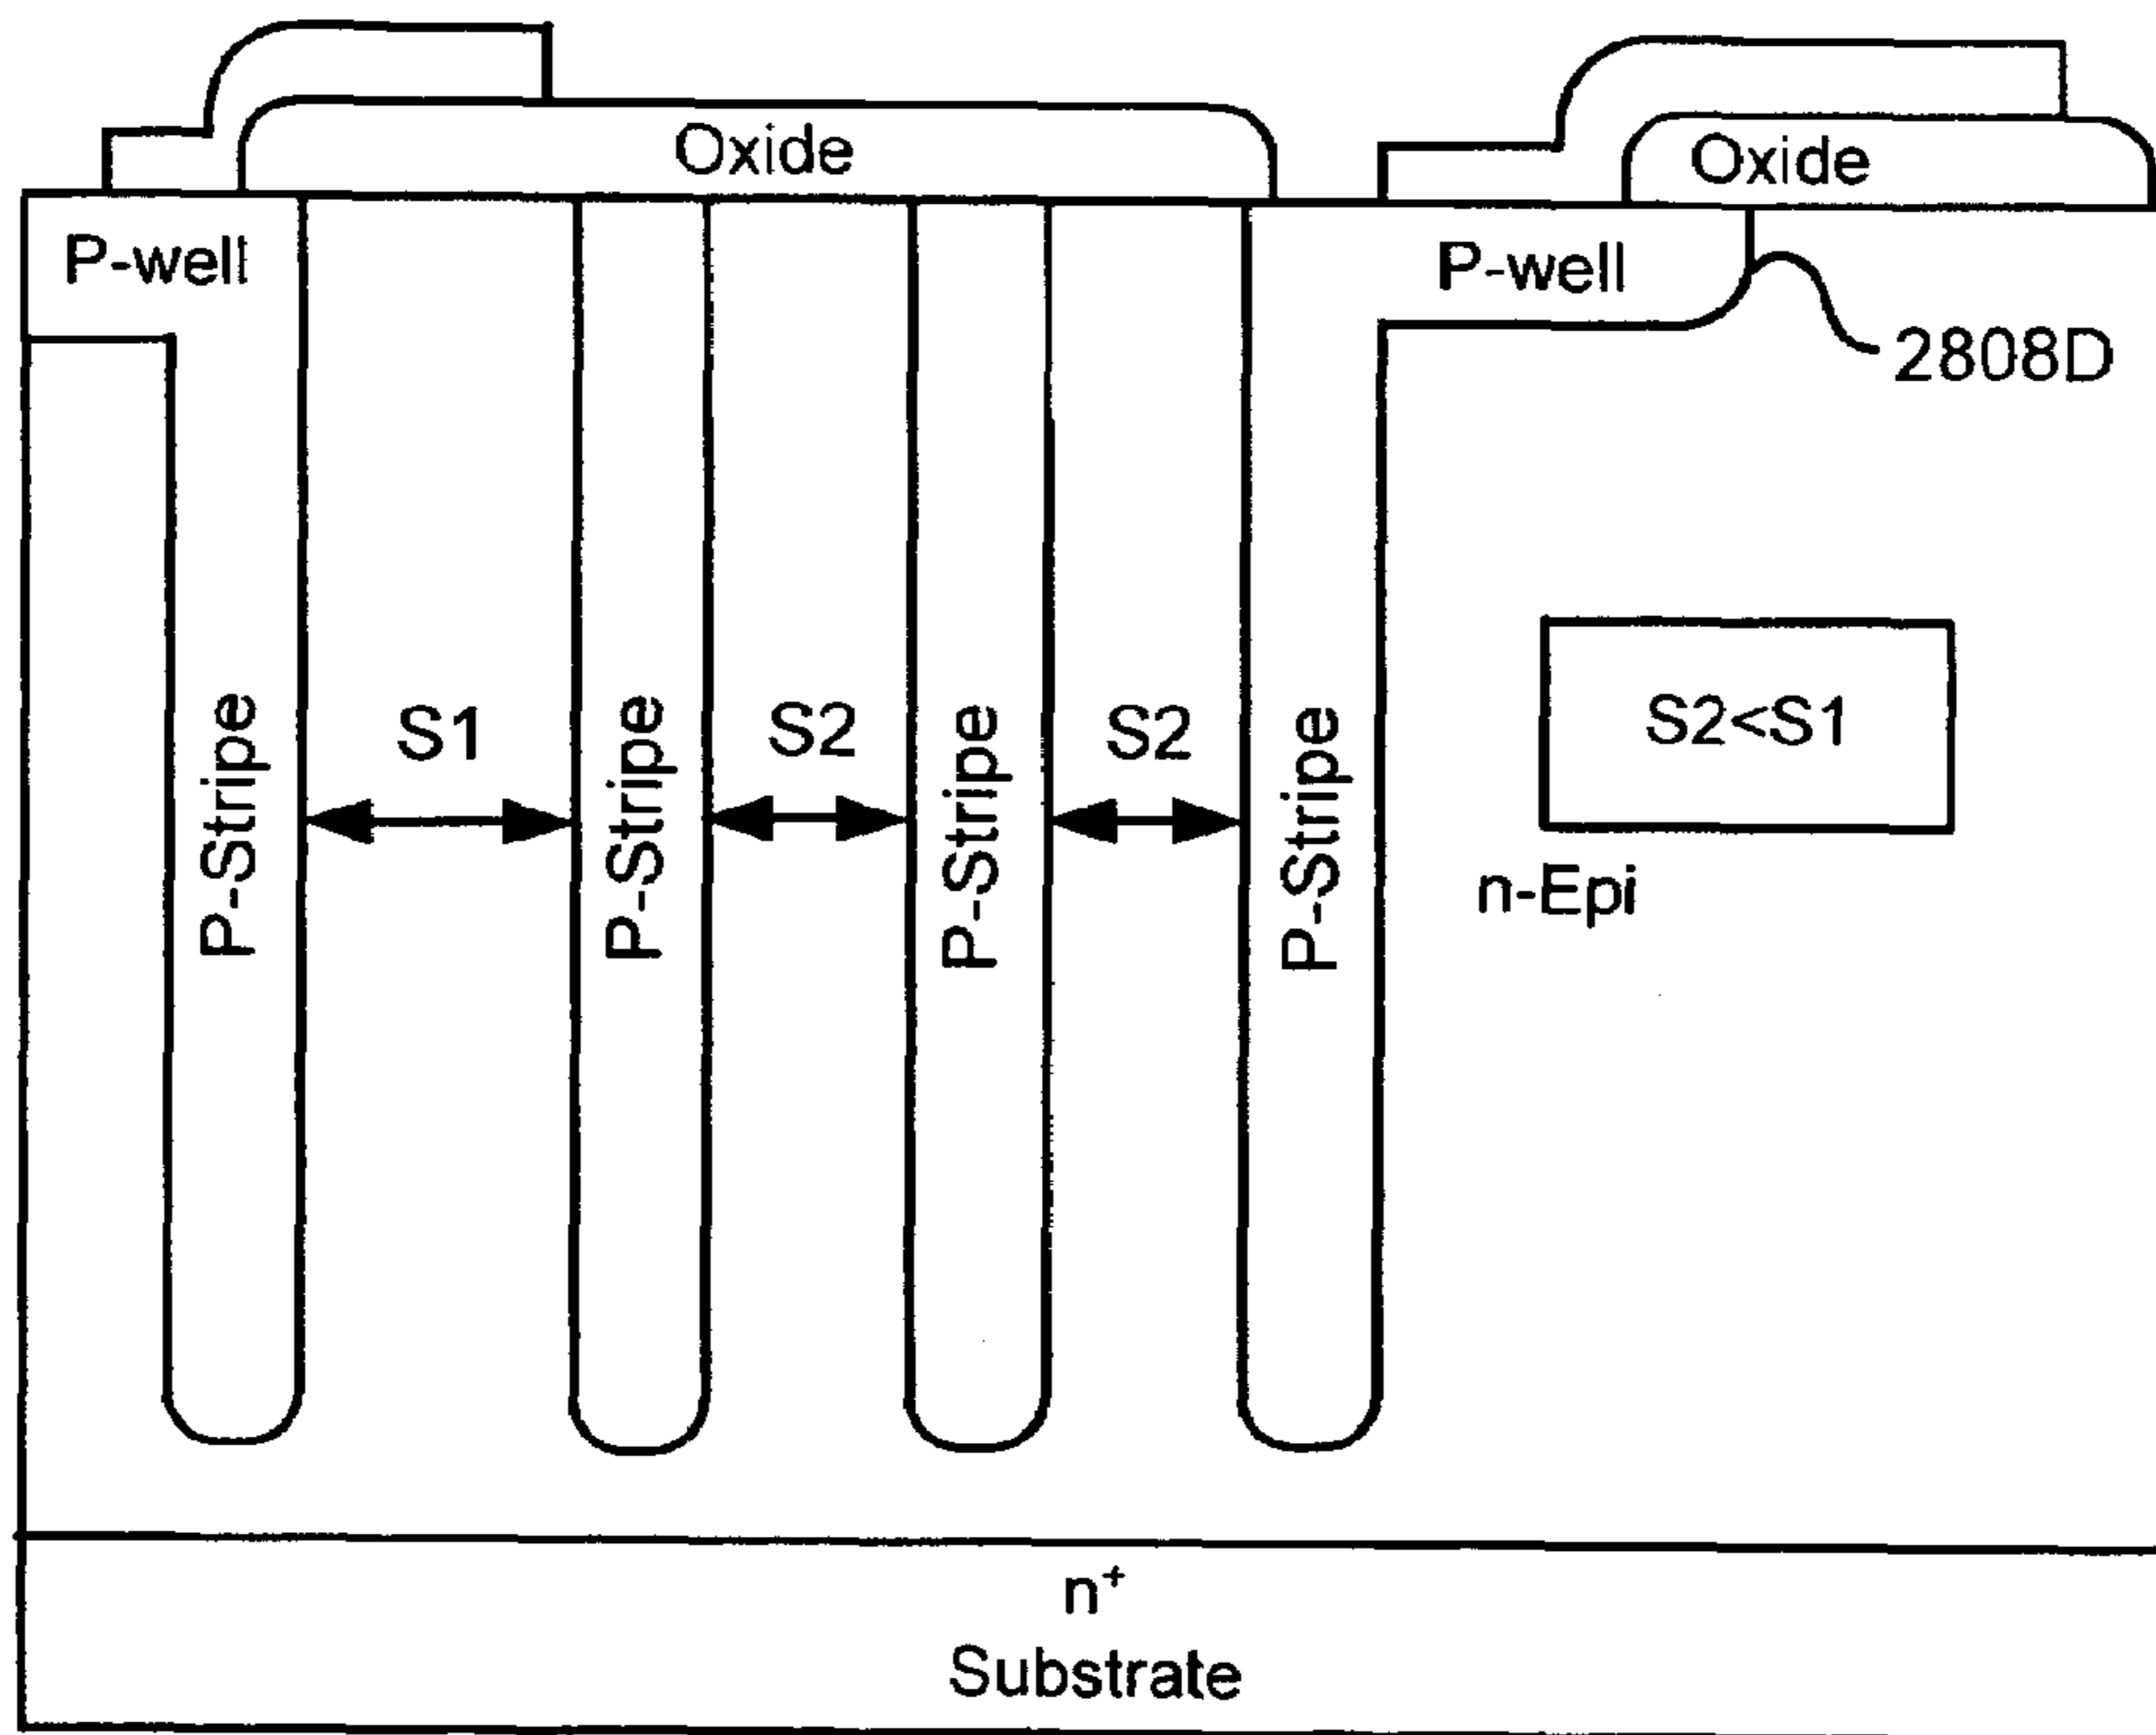 Oxide
Oxide
P-well
P-well
2808D
P-Stripe
S1
P-Stripe
S2
P-Stripe
S2
P-Stripe
S2<S1
n-Epi
n⁺
Substrate